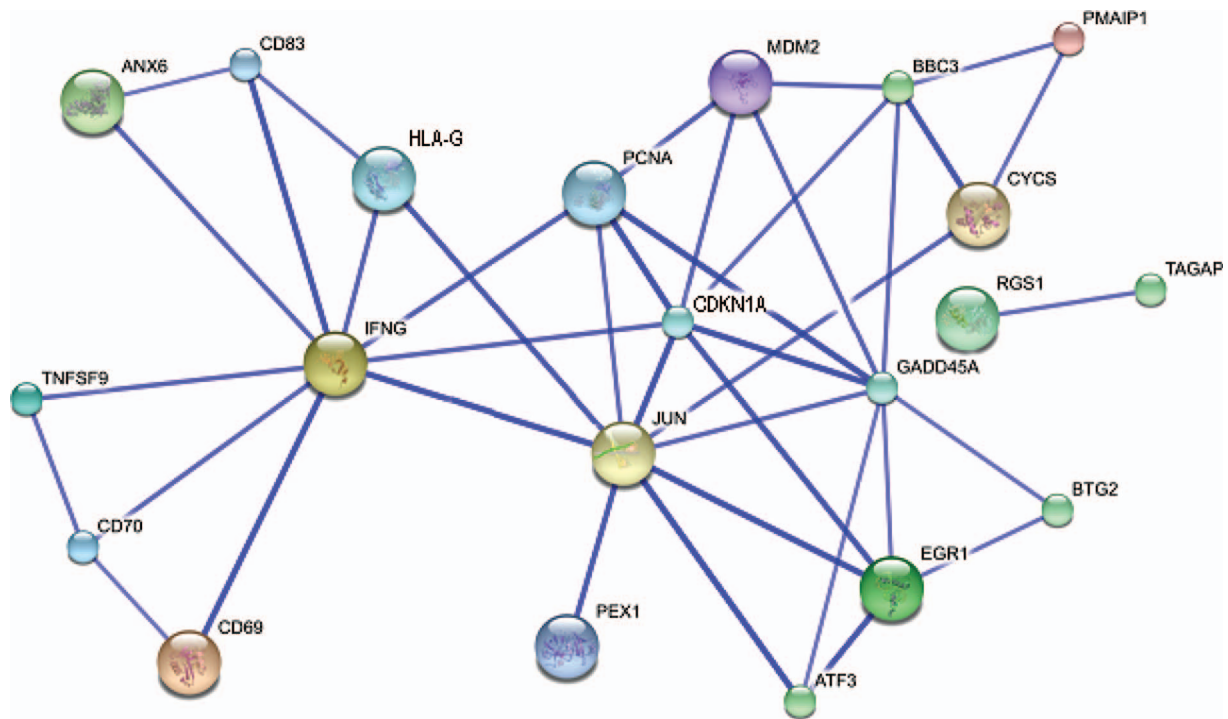 PMAIP1
CD83
MDM2
ANX6
BBC3
HLA-G
PCNA
CYCS
TAGAP
RGS1
CDKN1A
IFNG
GADD45A
TNFSF9
JUN
BTG2
CD70
EGR1
PEX1
CD69
ATF3